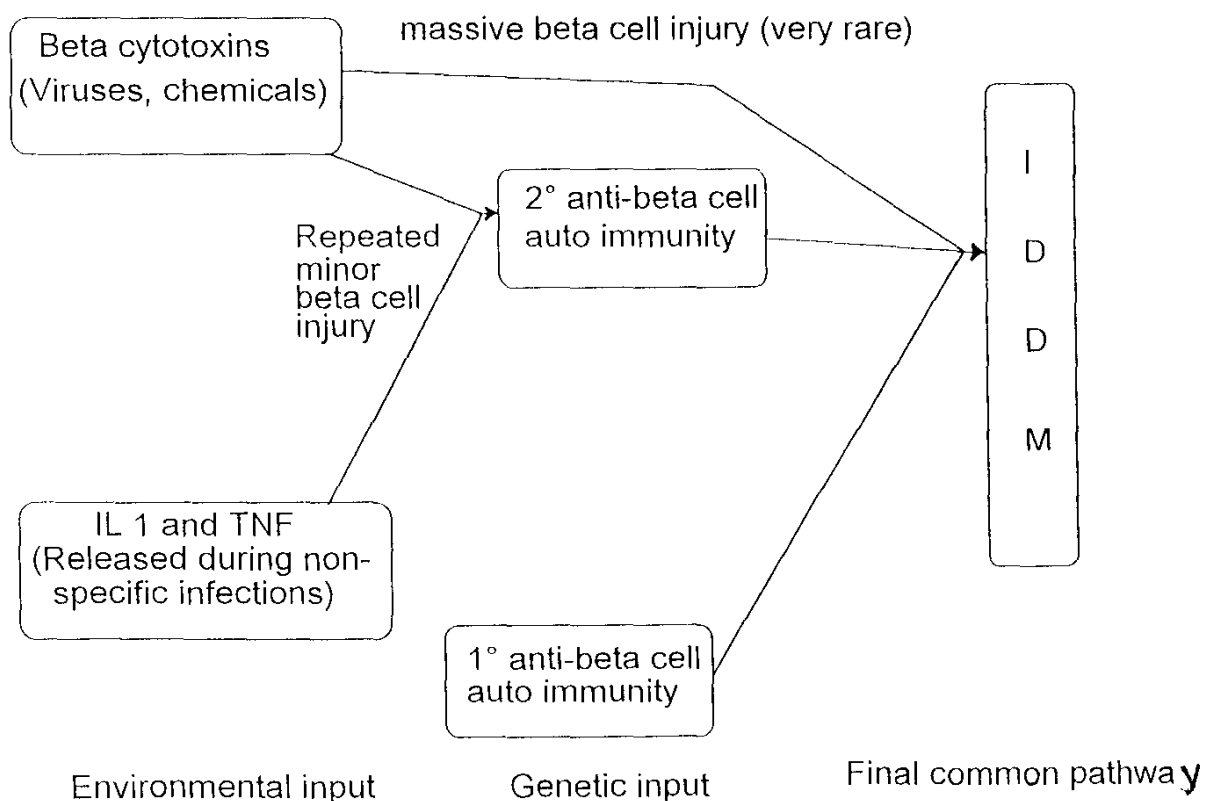 massive beta cell injury (very rare)
Beta cytotoxins
(Viruses, chemicals)
2° anti-beta cell
auto immunity
Repeated
minor
beta cell
injury
I
D
D
M
IL 1 and TNF
(Released during non-
specific infections)
1° anti-beta cell
auto immunity
Environmental input
Genetic input
Final common pathway